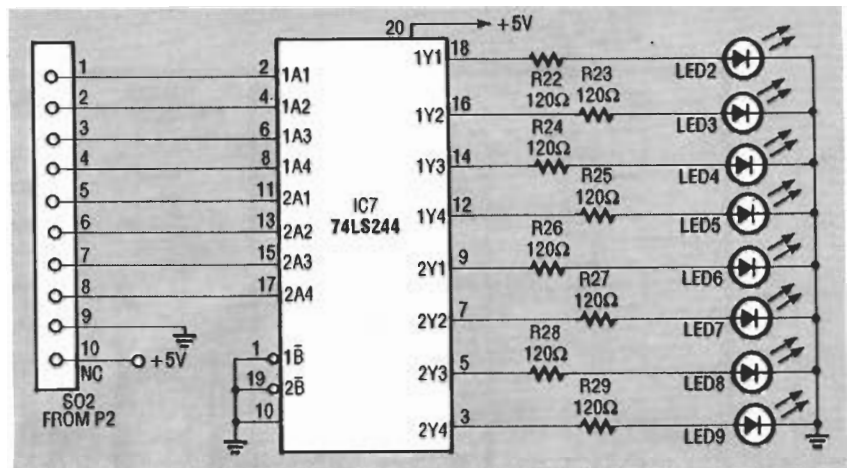 20
+5V
1
2
3
4
5
6
7
8
9
10
NC
+5V
SO2
FROM P2
2
4
6
8
11
13
15
17
1
19
10
1A1
1A2
1A3
1A4
2A1
2A2
2A3
2A4
1B̅
2B̅
IC7
74LS244
1Y1
1Y2
1Y3
1Y4
2Y1
2Y2
2Y3
2Y4
18
16
14
12
9
7
5
3
R22
120Ω
R23
120Ω
R24
120Ω
R25
120Ω
R26
120Ω
R27
120Ω
R28
120Ω
R29
120Ω
LED2
LED3
LED4
LED5
LED6
LED7
LED8
LED9